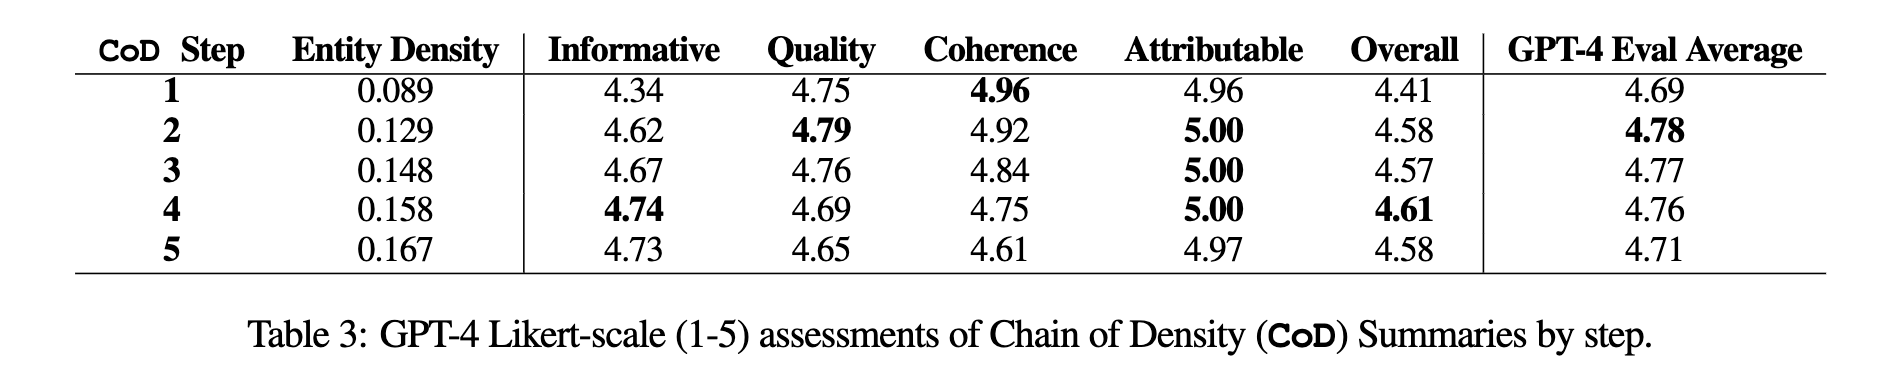 CoD Step Entity Density Informative Quality Coherence Attributable Overall GPT-4 Eval Average
1 0.089 4.34 4.75 4.96 4.96 4.41 4.69
2 0.129 4.62 4.79 4.92 5.00 4.58 4.78
3 0.148 4.67 4.76 4.84 5.00 4.57 4.77
4 0.158 4.74 4.69 4.75 5.00 4.61 4.76
5 0.167 4.73 4.65 4.61 4.97 4.58 4.71
Table 3: GPT-4 Likert-scale (1-5) assessments of Chain of Density (CoD) Summaries by step.